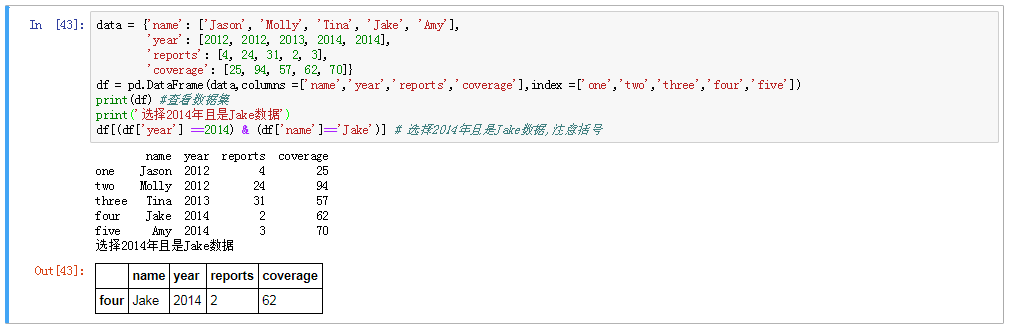 In [43]: data = {'name': ['Jason', 'Molly', 'Tina', 'Jake', 'Amy'],
'year': [2012, 2012, 2013, 2014, 2014],
'reports': [4, 24, 31, 2, 3],
'coverage': [25, 94, 57, 62, 70]}
df = pd.DataFrame(data,columns =['name','year','reports','coverage'],index =['one','two','three','four','five'])
print(df) #查看数据集
print('选择2014年且是Jake数据')
df[(df['year'] ==2014) & (df['name']=='Jake')] # 选择2014年且是Jake数据,注意括号
name year reports coverage
one Jason 2012 4 25
two Molly 2012 24 94
three Tina 2013 31 57
four Jake 2014 2 62
five Amy 2014 3 70
选择2014年且是Jake数据
Out[43]:
name year reports coverage
four Jake 2014 2 62